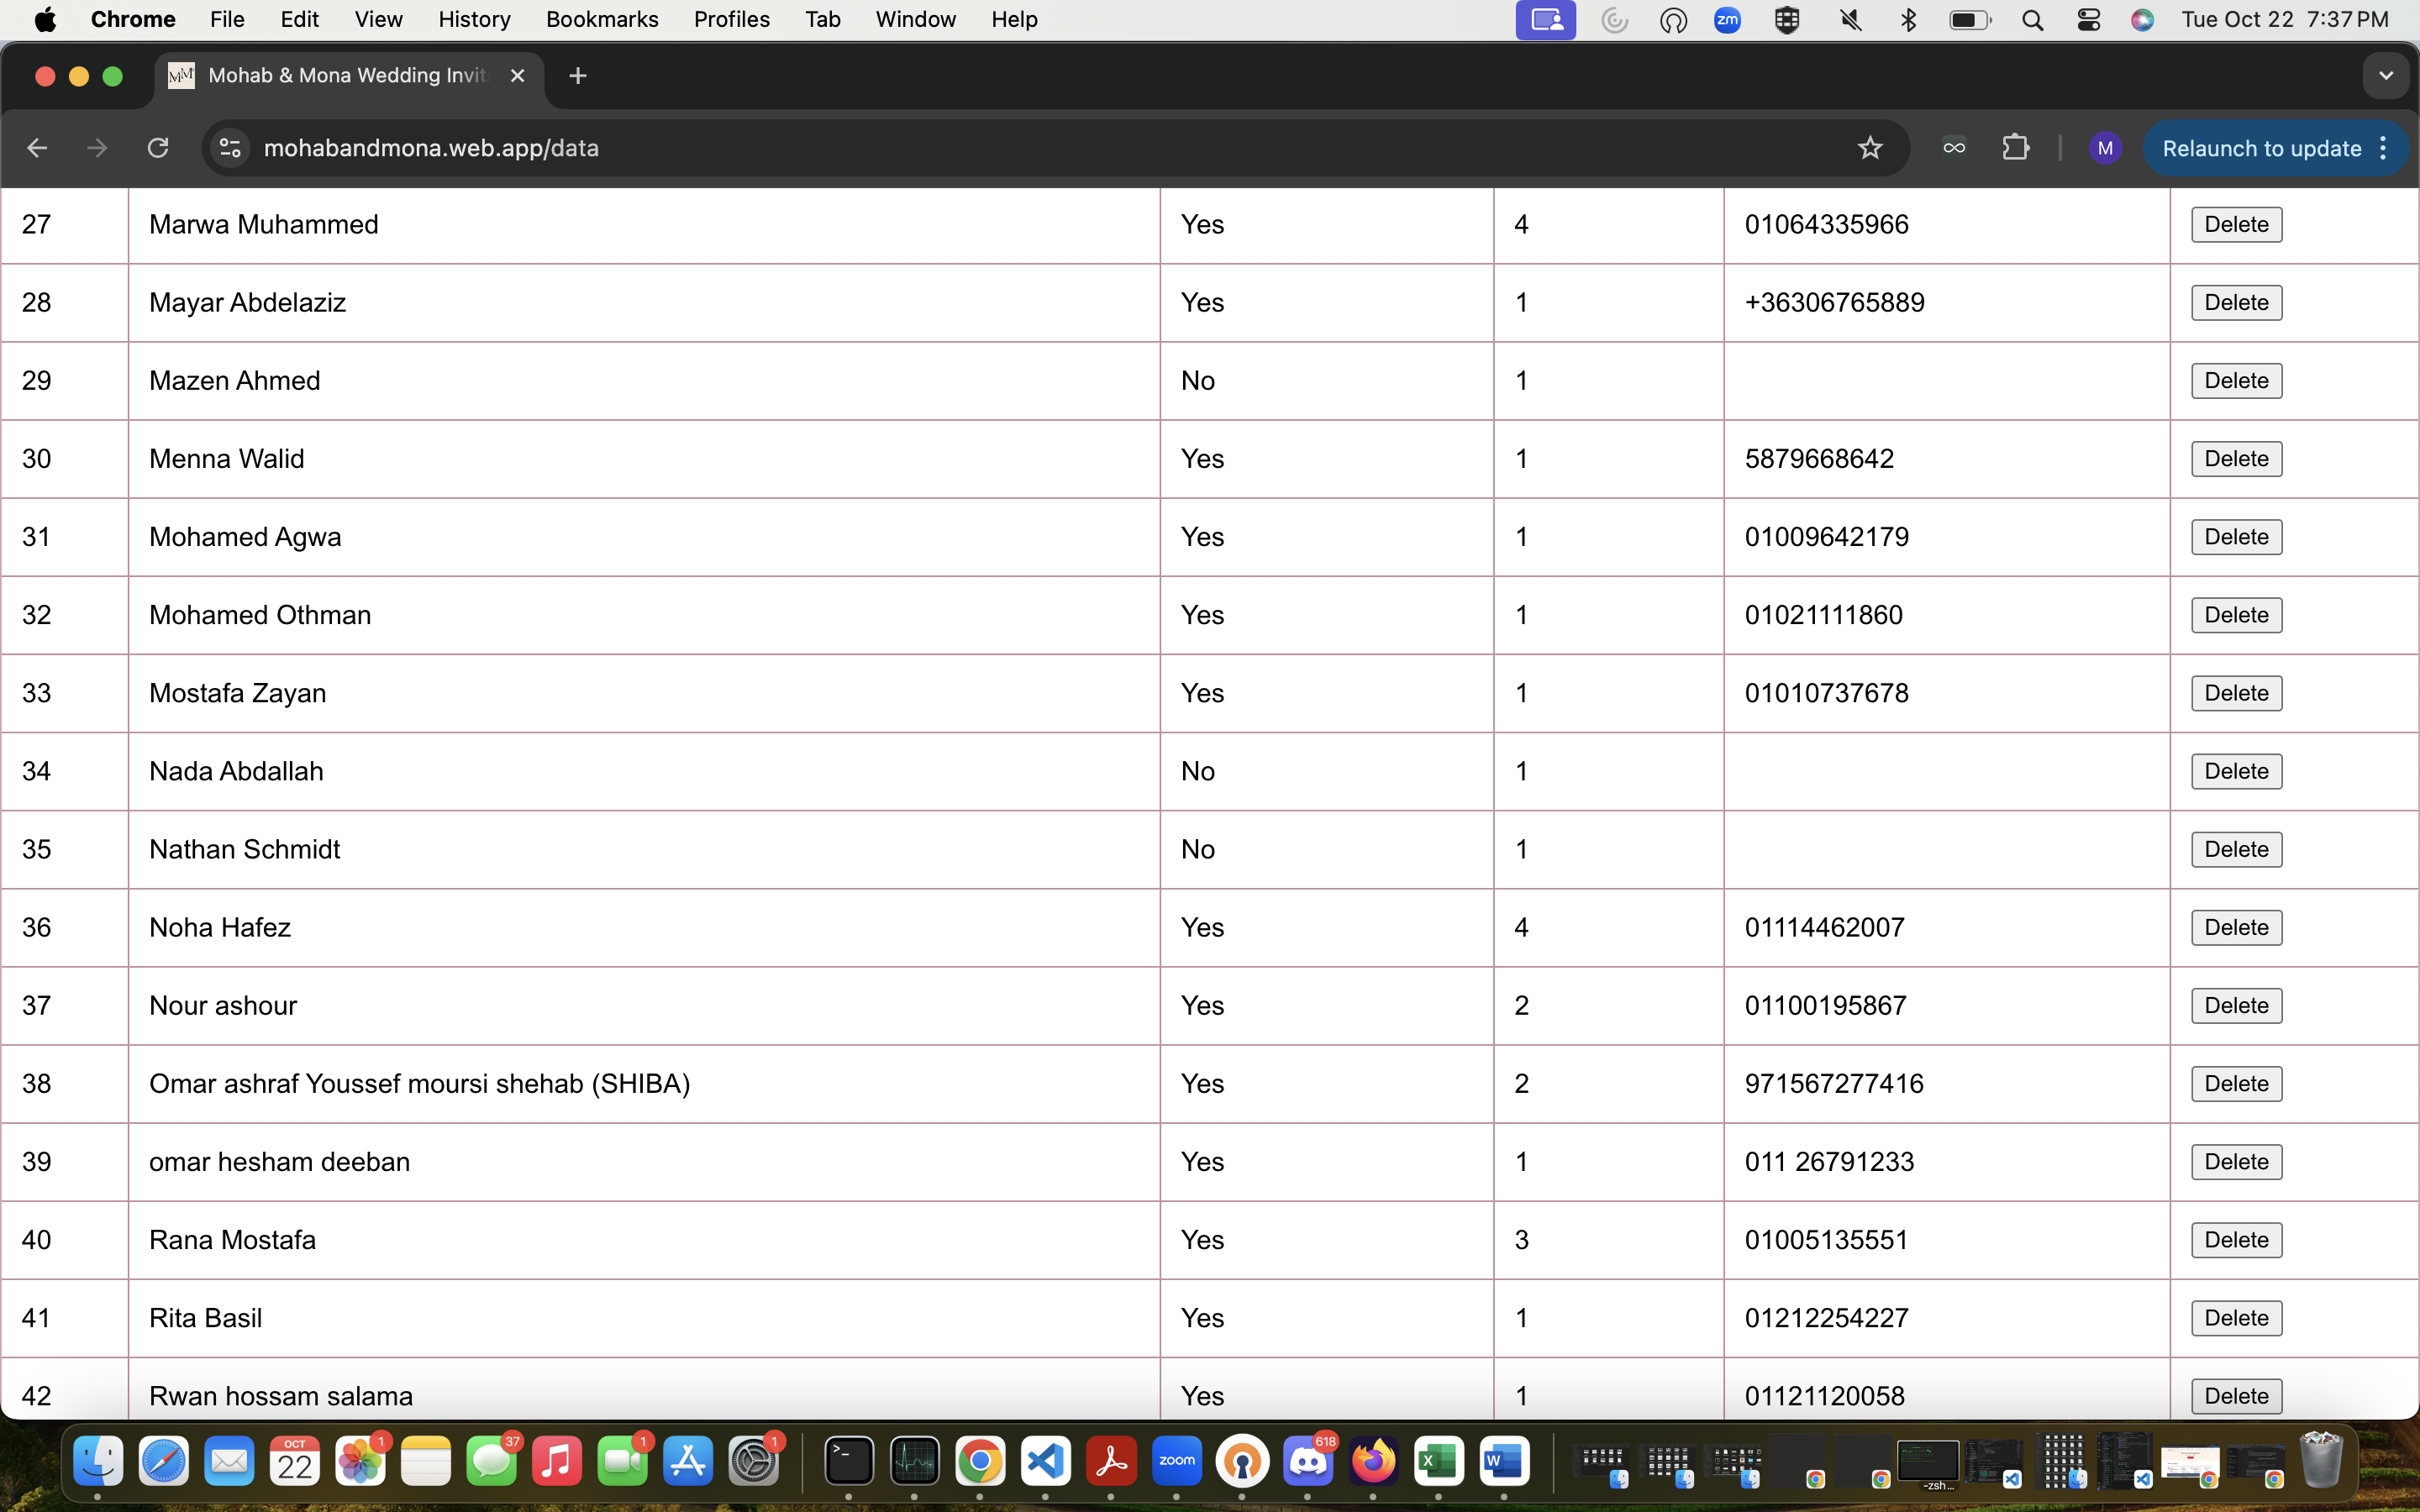 Chrome File Edit View History Bookmarks Profiles Tab Window Help zm Tue Oct 22 7:37 PM
Mohab & Mona Wedding Invit
mohabandmona.web.app/data M Relaunch to update
27 Marwa Muhammed Yes 4 01064335966 Delete
28 Mayar Abdelaziz Yes 1 +36306765889 Delete
29 Mazen Ahmed No 1 Delete
30 Menna Walid Yes 1 5879668642 Delete
31 Mohamed Agwa Yes 1 01009642179 Delete
32 Mohamed Othman Yes 1 01021111860 Delete
33 Mostafa Zayan Yes 1 01010737678 Delete
34 Nada Abdallah No 1 Delete
35 Nathan Schmidt No 1 Delete
36 Noha Hafez Yes 4 01114462007 Delete
37 Nour ashour Yes 2 01100195867 Delete
38 Omar ashraf Youssef moursi shehab (SHIBA) Yes 2 971567277416 Delete
39 omar hesham deeban Yes 1 011 26791233 Delete
40 Rana Mostafa Yes 3 01005135551 Delete
41 Rita Basil Yes 1 01212254227 Delete
42 Rwan hossam salama Yes 1 01121120058 Delete
OCT 1 37 1 1 618
22 zoom X W -zsh...